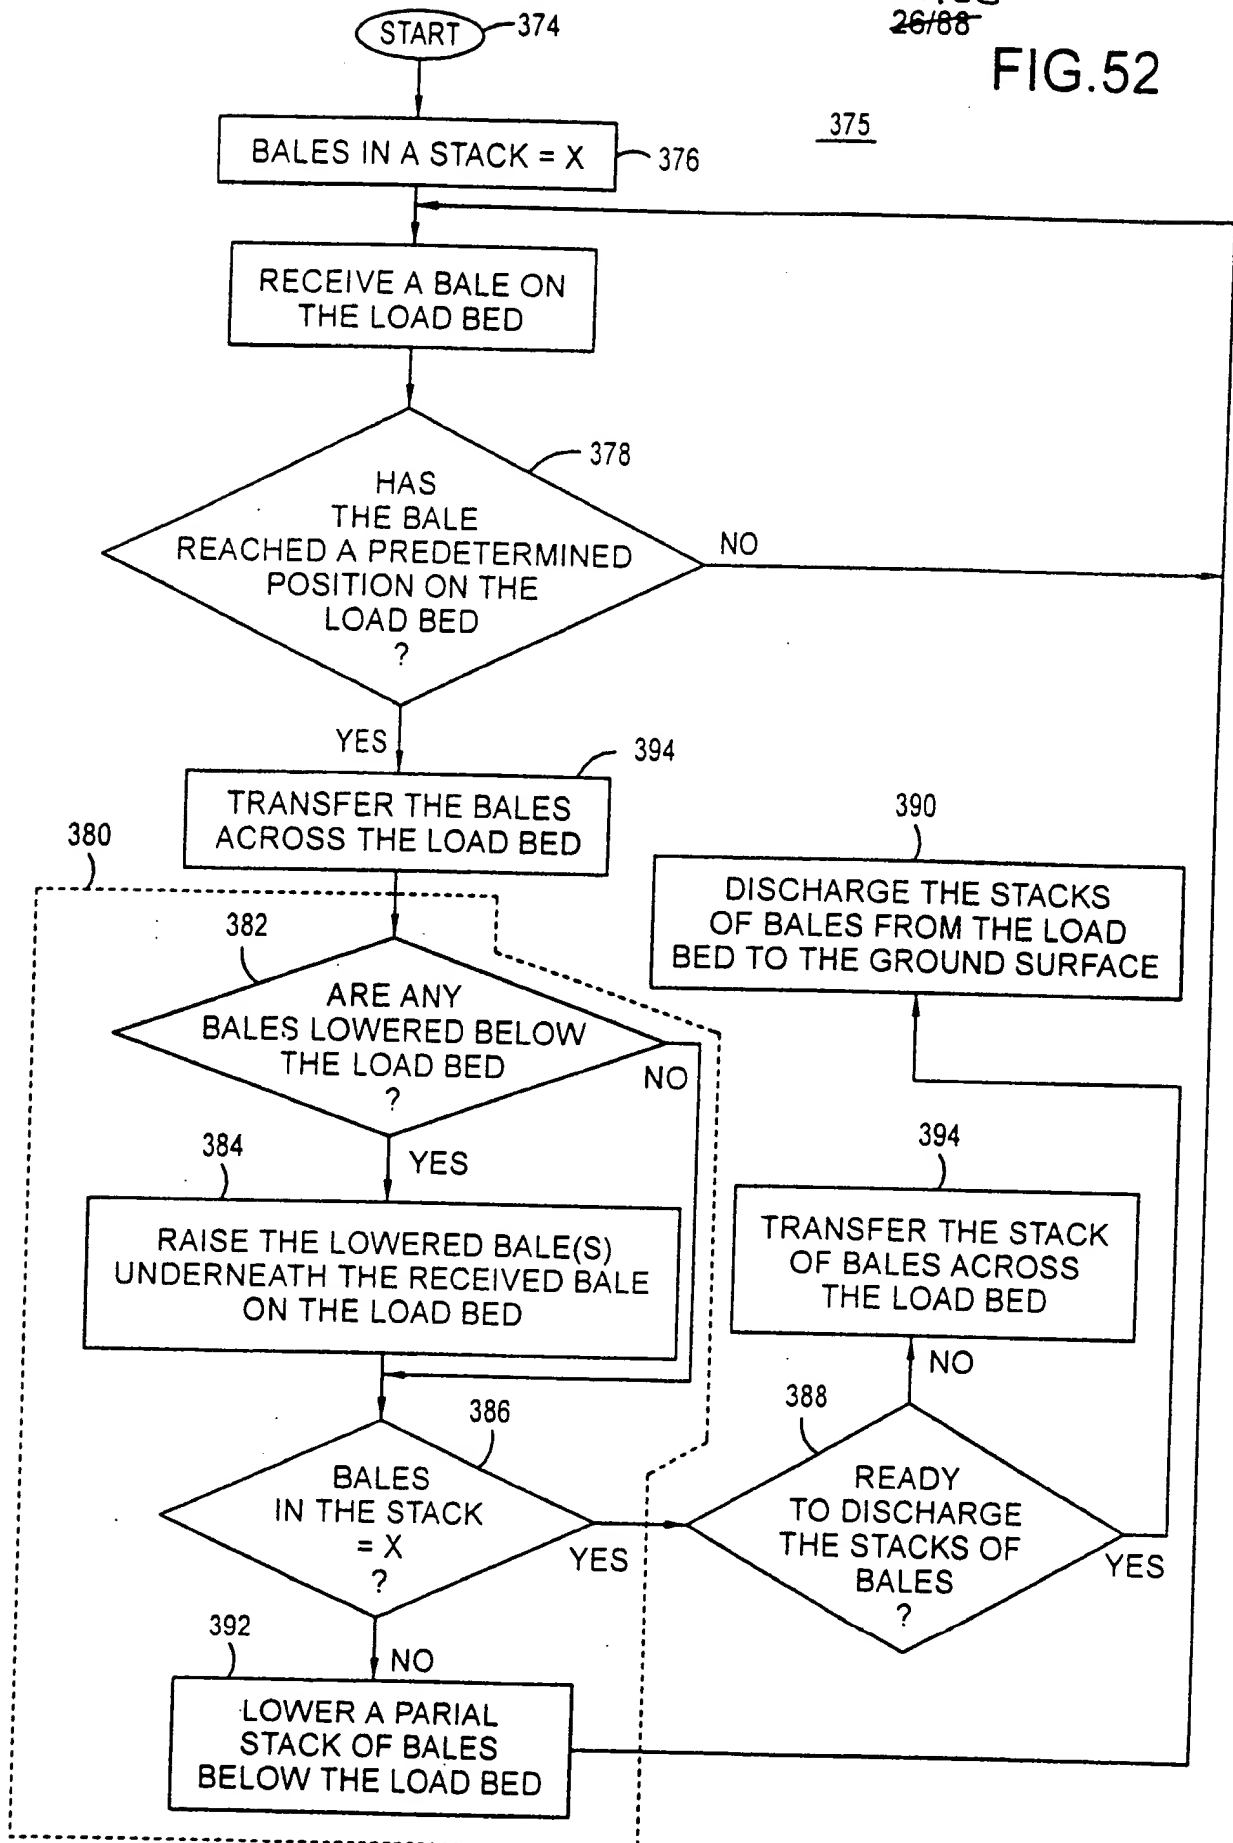 START
374
26/88
FIG.52
375
BALES IN A STACK = X
376
RECEIVE A BALE ON
THE LOAD BED
378
HAS
THE BALE
REACHED A PREDETERMINED
POSITION ON THE
LOAD BED
?
NO
YES
394
TRANSFER THE BALES
ACROSS THE LOAD BED
380
390
DISCHARGE THE STACKS
OF BALES FROM THE LOAD
BED TO THE GROUND SURFACE
382
ARE ANY
BALES LOWERED BELOW
THE LOAD BED
?
NO
YES
384
RAISE THE LOWERED BALE(S)
UNDERNEATH THE RECEIVED BALE
ON THE LOAD BED
394
TRANSFER THE STACK
OF BALES ACROSS
THE LOAD BED
NO
386
BALES
IN THE STACK
= X
?
YES
388
READY
TO DISCHARGE
THE STACKS OF
BALES
?
YES
NO
392
LOWER A PARIAL
STACK OF BALES
BELOW THE LOAD BED